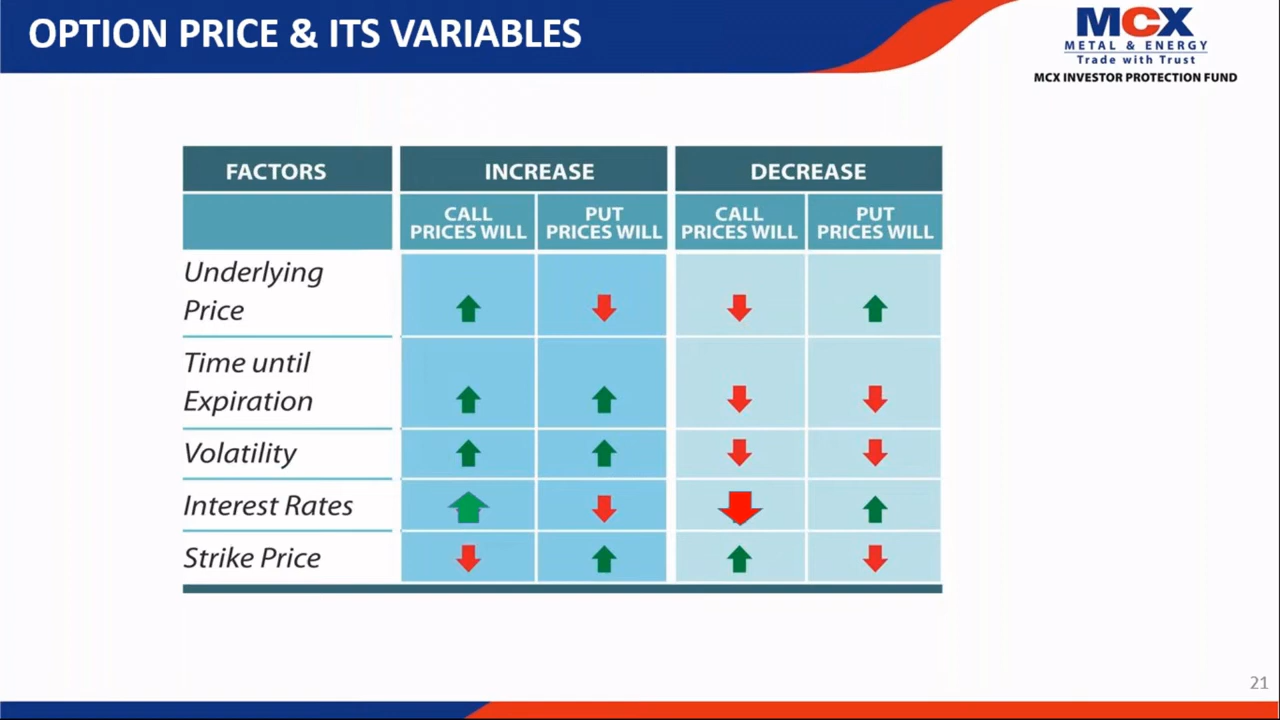 OPTION PRICE & ITS VARIABLES
MCX
METAL & ENERGY
Trade with Trust
MCX INVESTOR PROTECTION FUND
FACTORS INCREASE DECREASE
CALL PRICES WILL PUT PRICES WILL CALL PRICES WILL PUT PRICES WILL
Underlying
Price
Time until
Expiration
Volatility
Interest Rates
Strike Price
21